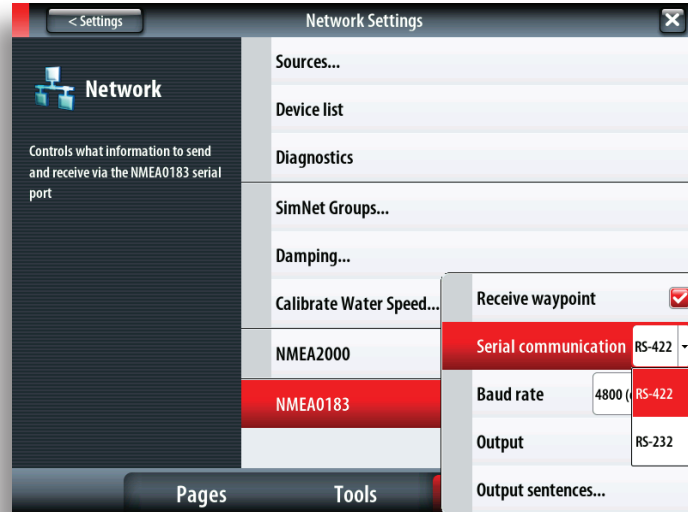 < Settings
Network Settings
Network
Controls what information to send
and receive via the NMEA0183 serial
port
Sources...
Device list
Diagnostics
SimNet Groups...
Damping...
Calibrate Water Speed...
NMEA2000
NMEA0183
Receive waypoint
Serial communication RS-422
Baud rate 4800
RS-422
Output
RS-232
Output sentences...
Pages
Tools